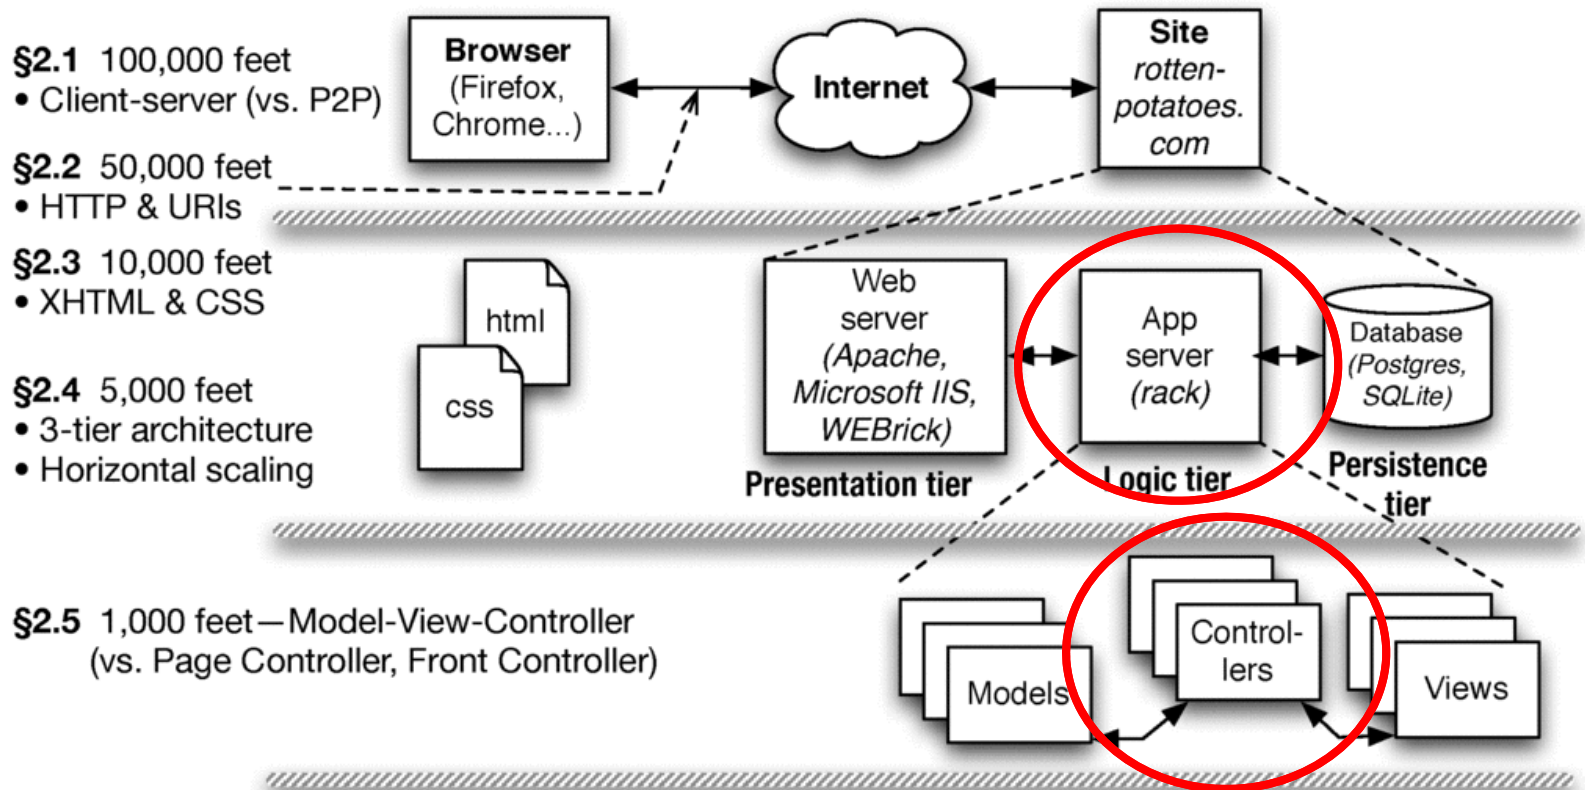 §2.1 100,000 feet
• Client-server (vs. P2P)
§2.2 50,000 feet
• HTTP & URIs
Browser
(Firefox,
Chrome...)
Internet
Site
rotten-
potatoes.
com
§2.3 10,000 feet
• XHTML & CSS
§2.4 5,000 feet
• 3-tier architecture
• Horizontal scaling
html
css
Web
server
(Apache,
Microsoft IIS,
WEBrick)
Presentation tier
App
server
(rack)
Logic tier
Database
(Postgres,
SQLite)
Persistence
tier
§2.5 1,000 feet—Model-View-Controller
(vs. Page Controller, Front Controller)
Models
Control-
lers
Views